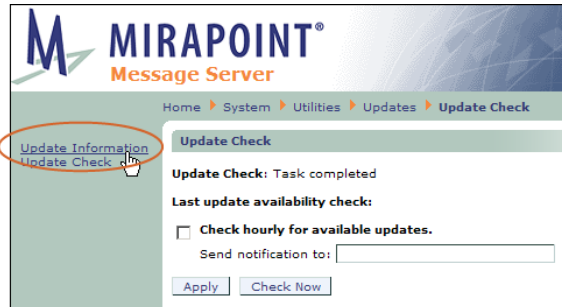 MIRAPOINT®
Message Server
Home System Utilities Updates Update Check
Update Information
Update Check
Update Check
Update Check: Task completed
Last update availability check:
Check hourly for available updates.
Send notification to:
Apply Check Now